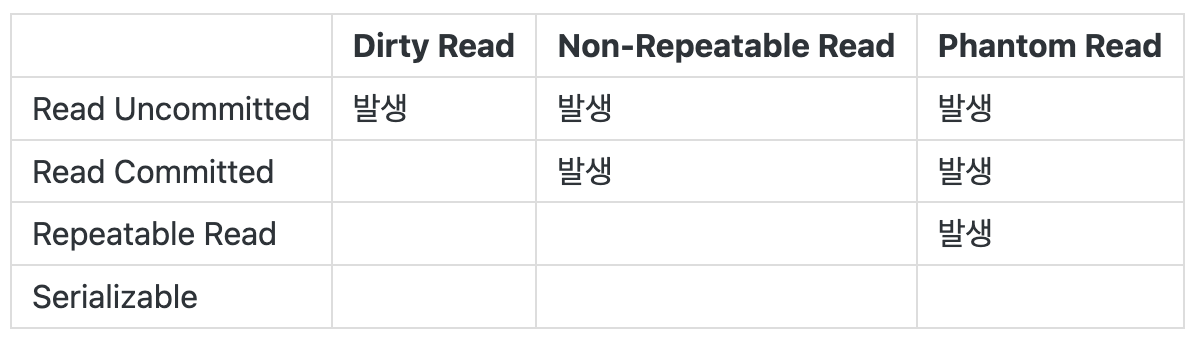 Dirty Read Non-Repeatable Read Phantom Read
Read Uncommitted 발생 발생 발생
Read Committed 발생 발생
Repeatable Read 발생
Serializable